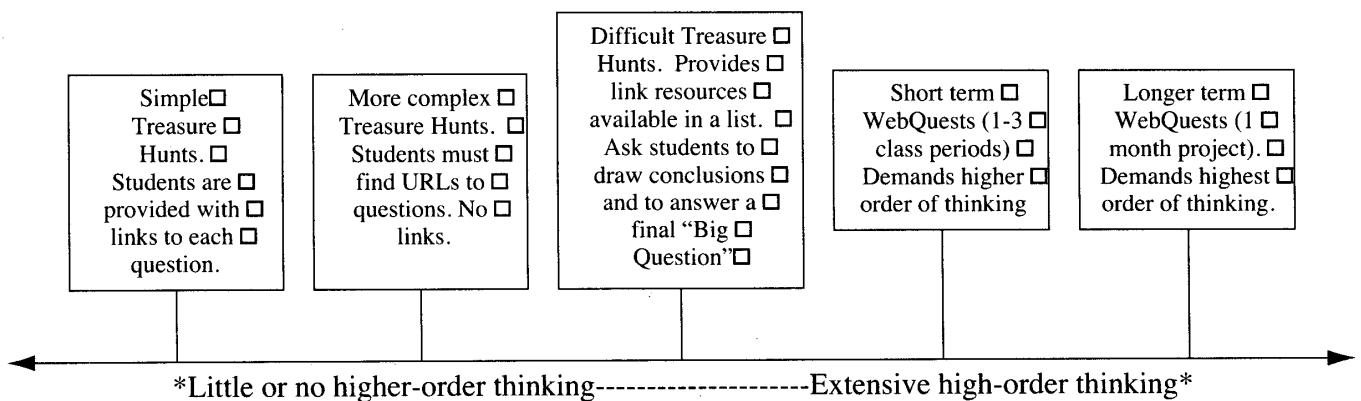 Simple□
Treasure □
Hunts. □
Students are □
provided with □
links to each □
question.
More complex □
Treasure Hunts. □
Students must □
find URLs to □
questions. No □
links.
Difficult Treasure □
Hunts.  Provides □
link resources □
available in a list. □
Ask students to □
draw conclusions □
and to answer a □
final “Big □
Question”□
Short term □
WebQuests (1-3 □
class periods) □
Demands higher □
order of thinking
Longer term □
WebQuests (1 □
month project). □
Demands highest □
order of thinking.
*Little or no higher-order thinking----------------------Extensive high-order thinking*